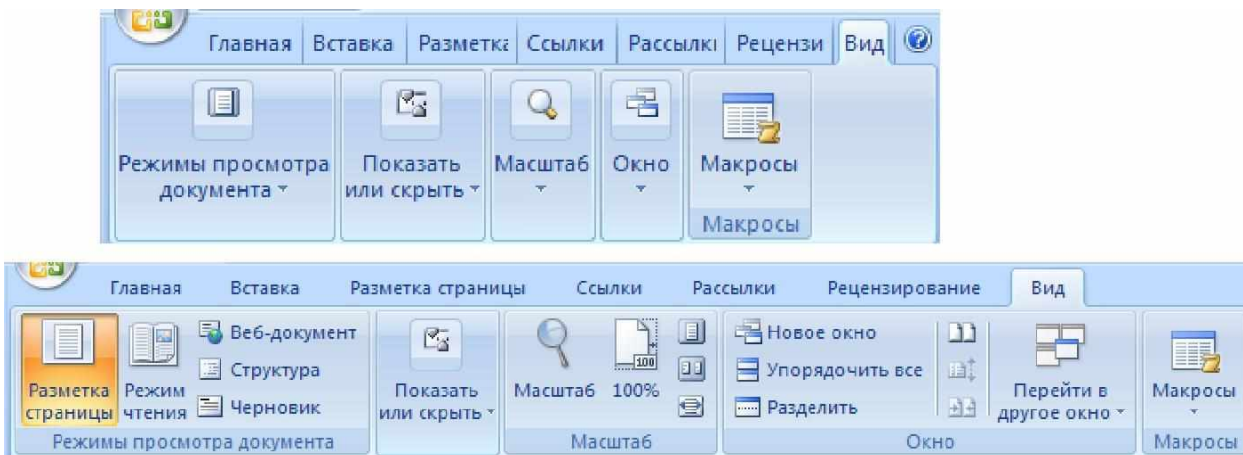 Главная Вставка Разметка Ссылки Рассылкі Рецензи Вид
Режимы просмотра документа
Показать или скрыть
Масштаб
Окно
Макросы
Макросы
Главная Вставка Разметка страницы Ссылки Рассылки Рецензирование Вид
Разметка страницы
Режим чтения
Веб-документ
Структура
Черновик
Режимы просмотра документа
Показать или скрыть
Масштаб
100
100%
Масштаб
Новое окно
Упорядочить все
Разделить
Перейти в другое окно
Окно
Макросы
Макросы